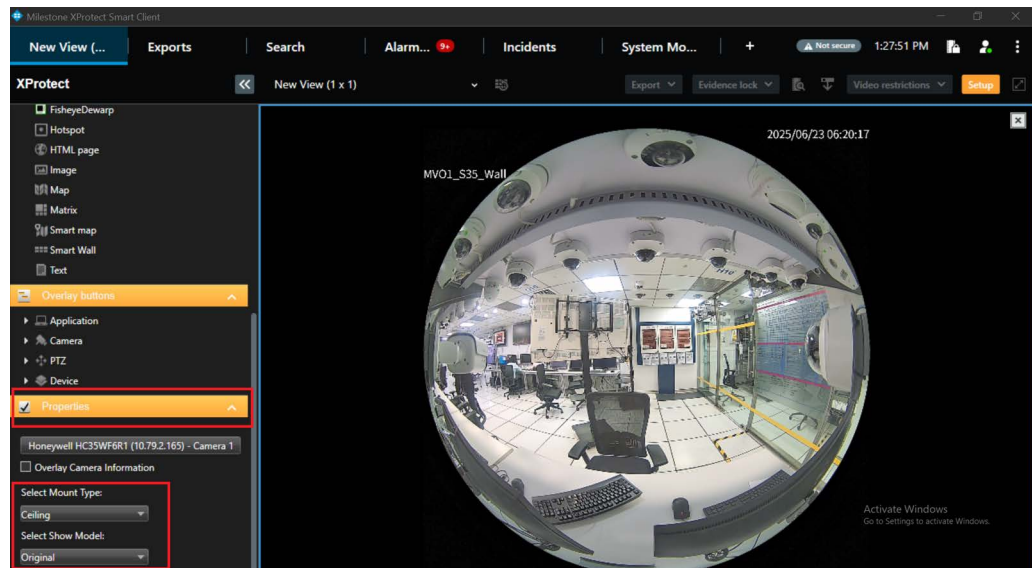 Milestone XProtect Smart Client
New View (... Exports Search Alarm... 9+ Incidents System Mo... + Not secure 1:27:51 PM
XProtect New View (1 x 1) Export Evidence lock Video restrictions Setup
FisheyeDewarp
Hotspot
HTML page
Image
Map
Matrix
Smart map
Smart Wall
Text
Overlay buttons
Application
Camera
PTZ
Device
Properties
Honeywell HC35WF6R1 (10.79.2.165) - Camera 1
Overlay Camera Information
Select Mount Type:
Ceiling
Select Show Model:
Original
2025/06/23 06:20:17
MVO1_S35_Wall
Activate Windows
Go to Settings to activate Windows.